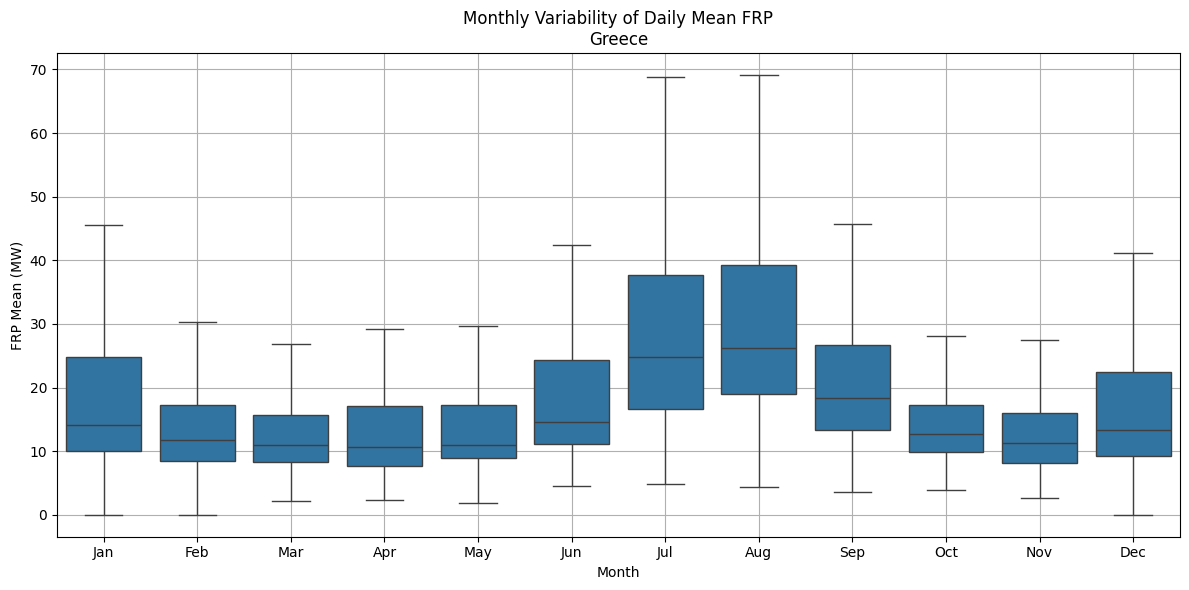 Monthly Variability of Daily Mean FRP
Greece
FRP Mean (MW)
70
60
50
40
30
20
10
0
Jan Feb Mar Apr May Jun Jul Aug Sep Oct Nov Dec
Month